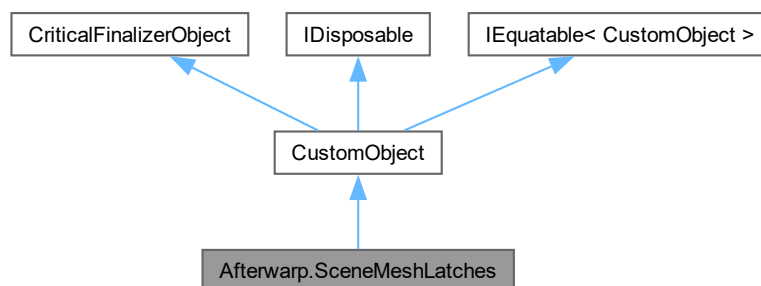 CriticalFinalizerObject
IDisposable
IEquatable< CustomObject >
CustomObject
Afterwarp.SceneMeshLatches